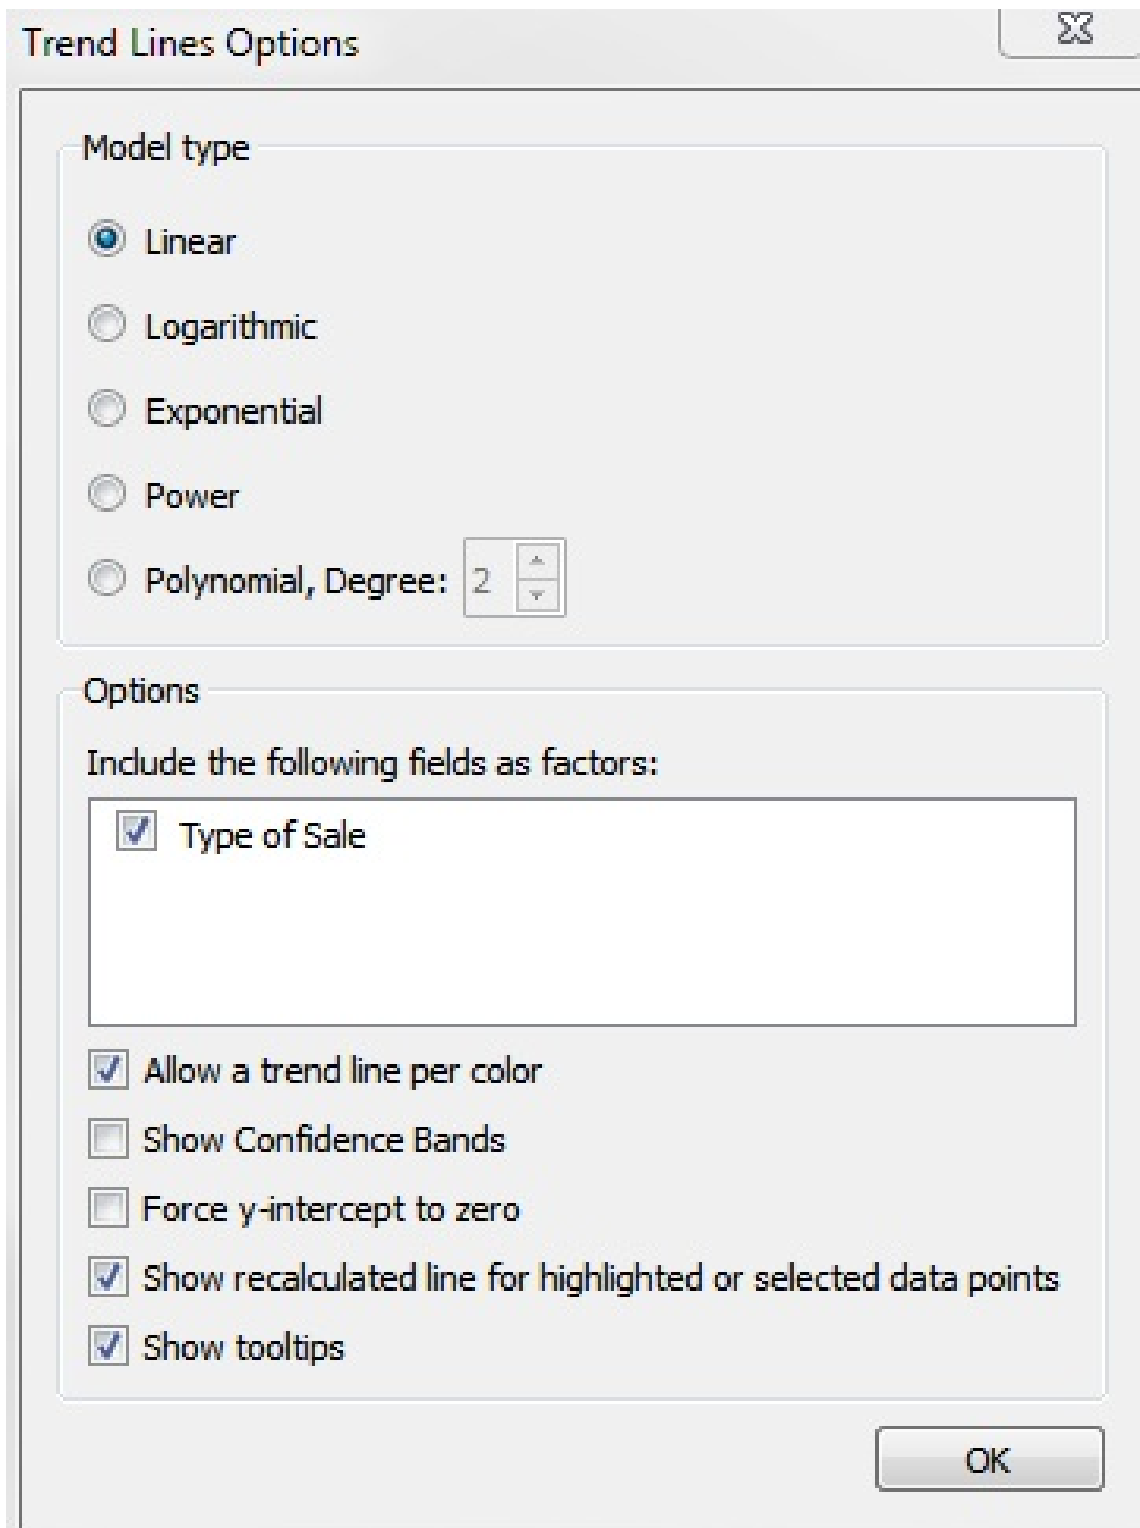 Trend Lines Options
Model type
Linear
Logarithmic
Exponential
Power
Polynomial, Degree: 2
Options
Include the following fields as factors:
Type of Sale
Allow a trend line per color
Show Confidence Bands
Force y-intercept to zero
Show recalculated line for highlighted or selected data points
Show tooltips
OK